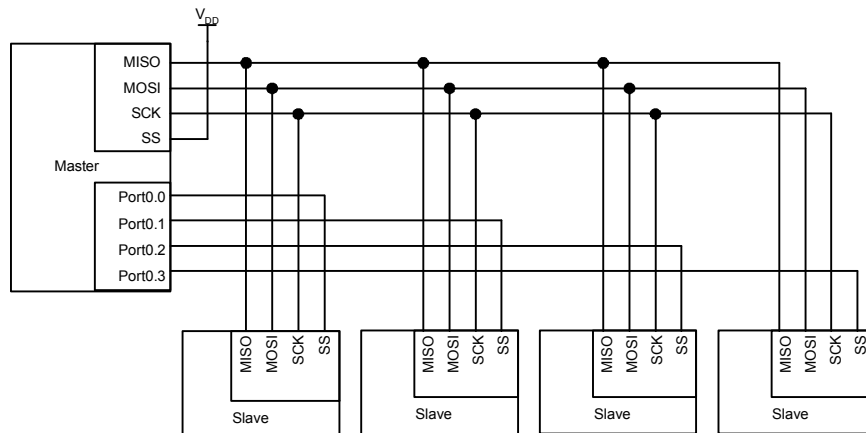 VDD
MISO
MOSI
SCK
SS
Master
Port0.0
Port0.1
Port0.2
Port0.3
MISO MOSI SCK SS
Slave
MISO MOSI SCK SS
Slave
MISO MOSI SCK SS
Slave
MISO MOSI SCK SS
Slave